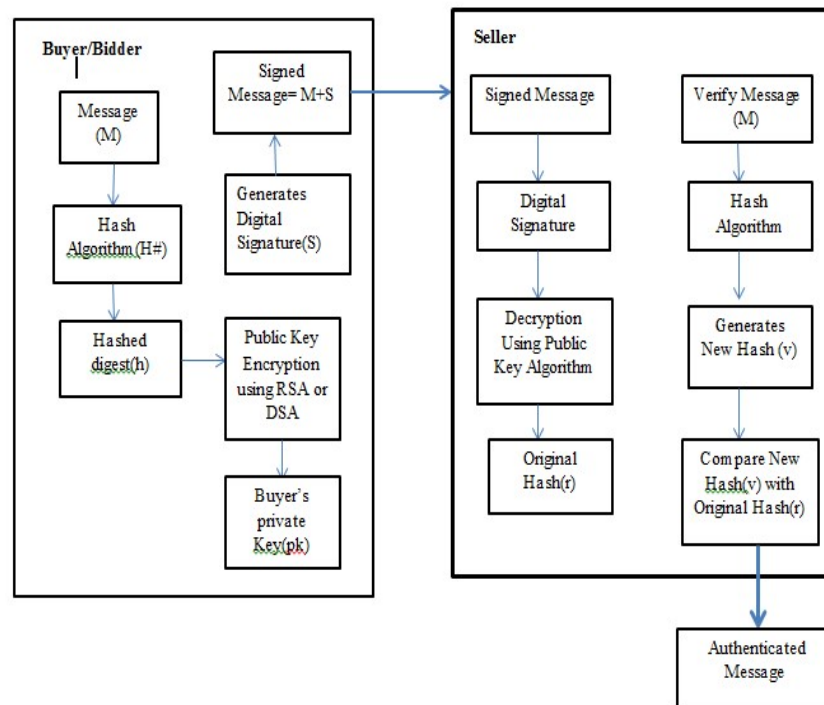 Buyer/Bidder
Message
(M)
Hash
Algorithm(H#)
Hashed
digest(h)
Signed
Message= M+S
Generates
Digital
Signature(S)
Public Key
Encryption
using RSA or
DSA
Buyer's
private
Key(pk)
Seller
Signed Message
Digital
Signature
Decryption
Using Public
Key Algorithm
Original
Hash(r)
Verify Message
(M)
Hash
Algorithm
Generates
New Hash (v)
Compare New
Hash(v) with
Original Hash(r)
Authenticated
Message